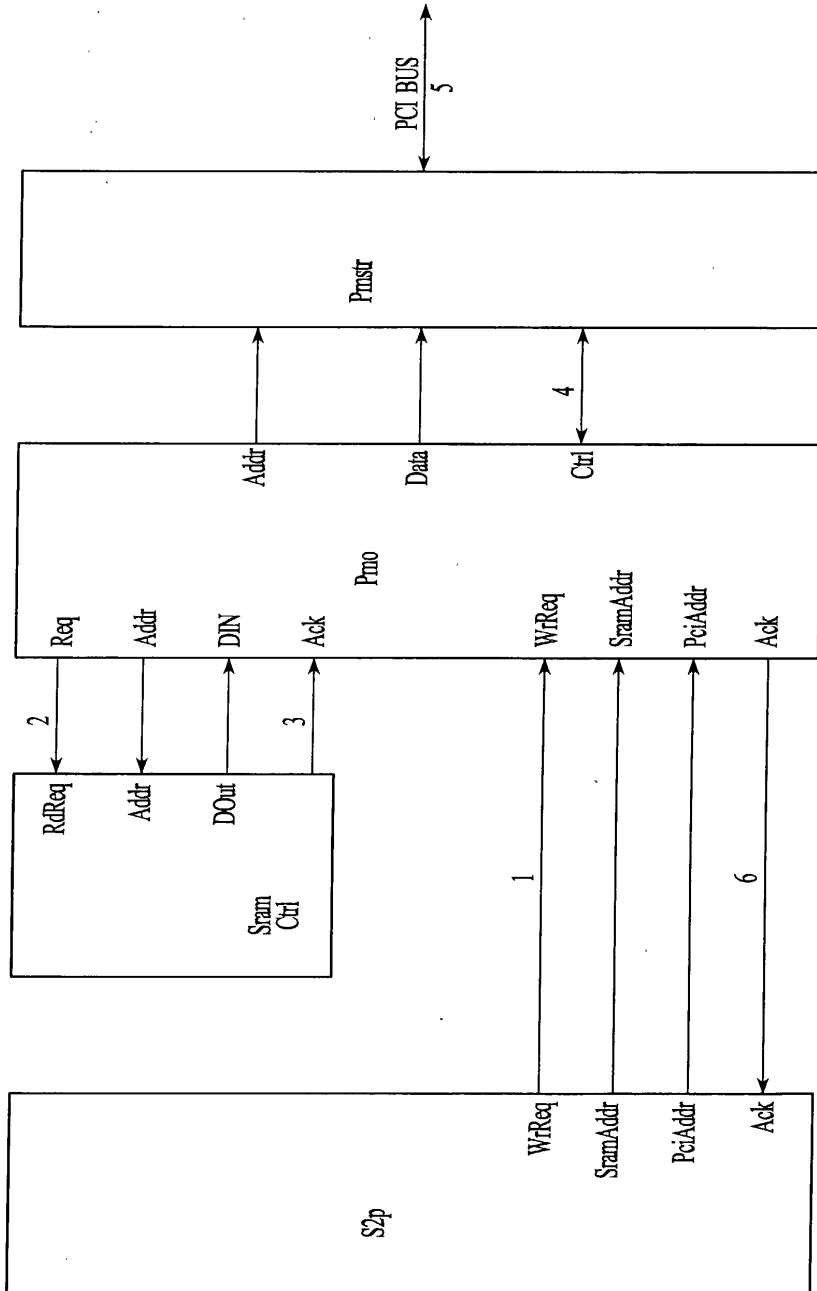 S2p
WrReq
SramAddr
PciAddr
Ack
1
6
Sram
Ctrl
RdReq
Addr
DOut
2
3
Req
Addr
DIN
Ack
Pmo
WrReq
SramAddr
PciAddr
Ack
Addr
Data
Ctrl
4
Pmstr
PCI BUS
5